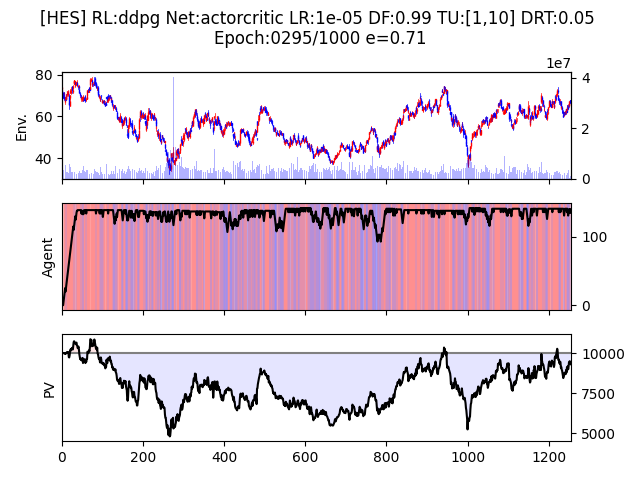 [HES] RL:ddpg Net:actorcritic LR:1e-05 DF:0.99 TU:[1,10] DRT:0.05
Epoch:0295/1000 e=0.71
1e7
80
60
40
Env.
4
2
0
Agent
100
0
PV
10000
7500
5000
0 200 400 600 800 1000 1200